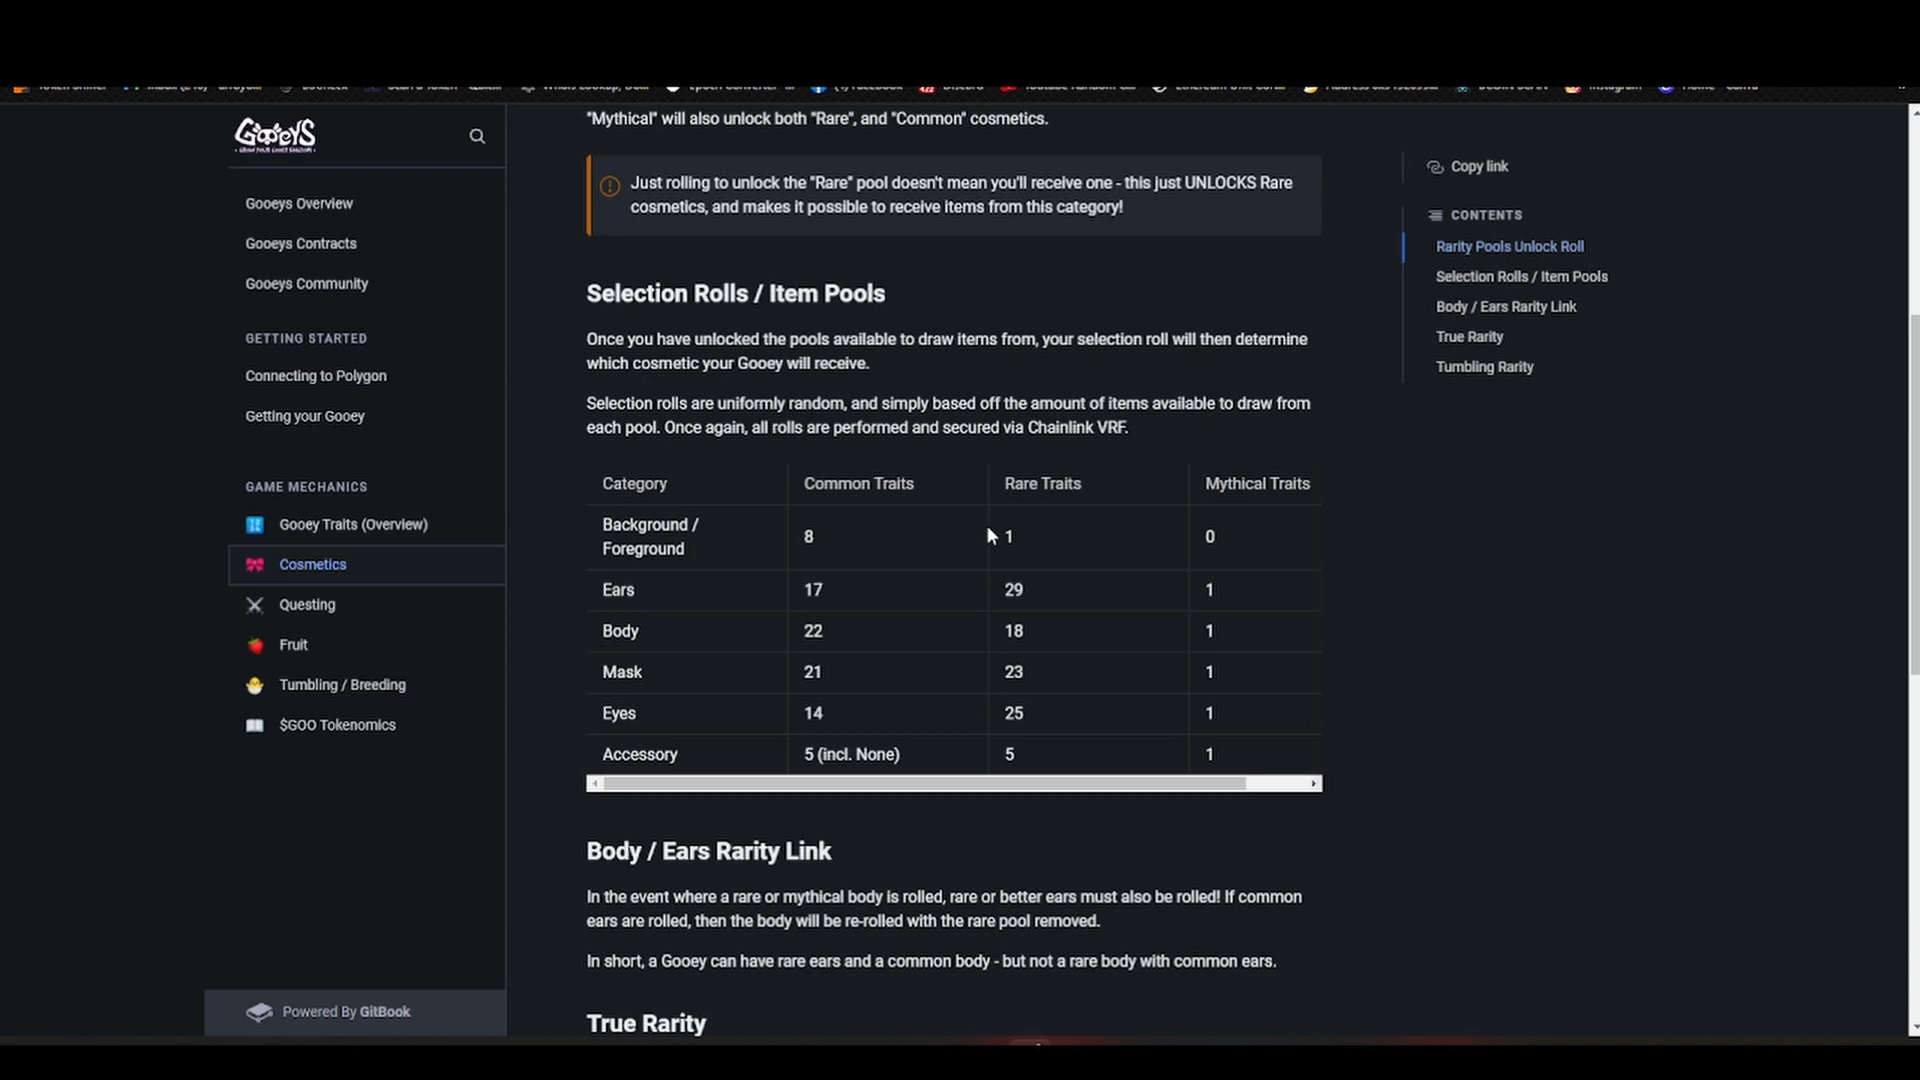 "Mythical" will also unlock both "Rare", and "Common" cosmetics.
GOOEYS
Just rolling to unlock the "Rare" pool doesn't mean you'll receive one - this just UNLOCKS Rare
cosmetics, and makes it possible to receive items from this category!
Copy link
CONTENTS
Rarity Pools Unlock Roll
Selection Rolls / Item Pools
Body / Ears Rarity Link
True Rarity
Tumbling Rarity
Gooeys Overview
Gooeys Contracts
Gooeys Community
GETTING STARTED
Connecting to Polygon
Getting your Gooey
GAME MECHANICS
Gooey Traits (Overview)
Cosmetics
Questing
Fruit
Tumbling / Breeding
$GOO Tokenomics
Powered By GitBook
Selection Rolls / Item Pools
Once you have unlocked the pools available to draw items from, your selection roll will then determine
which cosmetic your Gooey will receive.
Selection rolls are uniformly random, and simply based off the amount of items available to draw from
each pool. Once again, all rolls are performed and secured via Chainlink VRF.
Category Common Traits Rare Traits Mythical Traits
Background /
Foreground 8 1 0
Ears 17 29 1
Body 22 18 1
Mask 21 23 1
Eyes 14 25 1
Accessory 5 (incl. None) 5 1
Body / Ears Rarity Link
In the event where a rare or mythical body is rolled, rare or better ears must also be rolled! If common
ears are rolled, then the body will be re-rolled with the rare pool removed.
In short, a Gooey can have rare ears and a common body - but not a rare body with common ears.
True Rarity